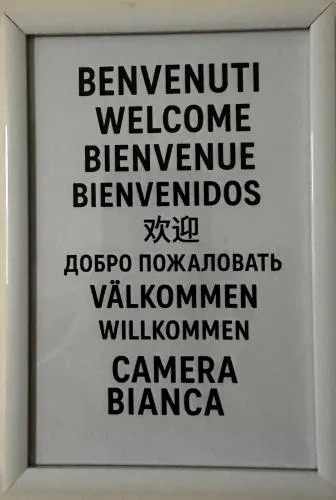 BENVENUTI
WELCOME
BIENVENUE
BIENVENIDOS
欢迎
ДОБРО ПОЖАЛОВАТЬ
VÄLKOMMEN
WILLKOMMEN
CAMERA
BIANCA